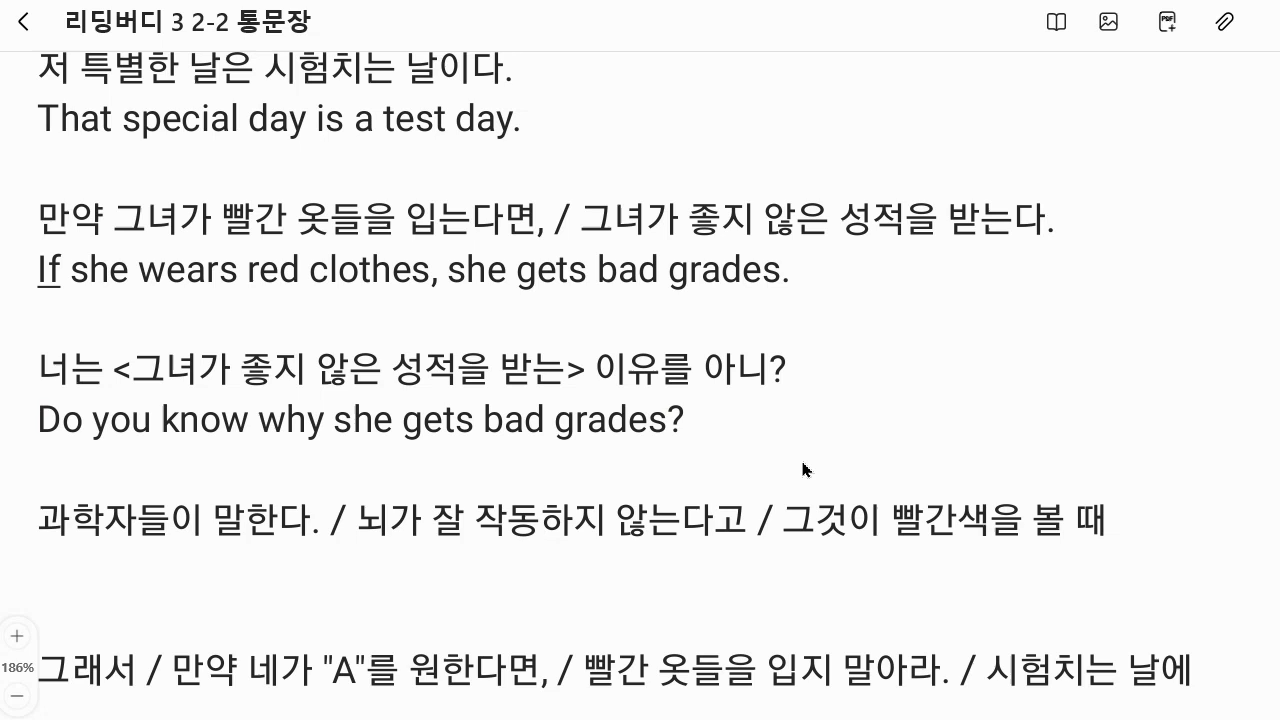 리딩버디 3 2-2 통문장
저 특별한 날은 시험치는 날이다.
That special day is a test day.
만약 그녀가 빨간 옷들을 입는다면, / 그녀가 좋지 않은 성적을 받는다.
If she wears red clothes, she gets bad grades.
너는 <그녀가 좋지 않은 성적을 받는> 이유를 아니?
Do you know why she gets bad grades?
과학자들이 말한다. / 뇌가 잘 작동하지 않는다고 / 그것이 빨간색을 볼 때
186%
그래서 / 만약 네가 "A"를 원한다면, / 빨간 옷들을 입지 말아라. / 시험치는 날에